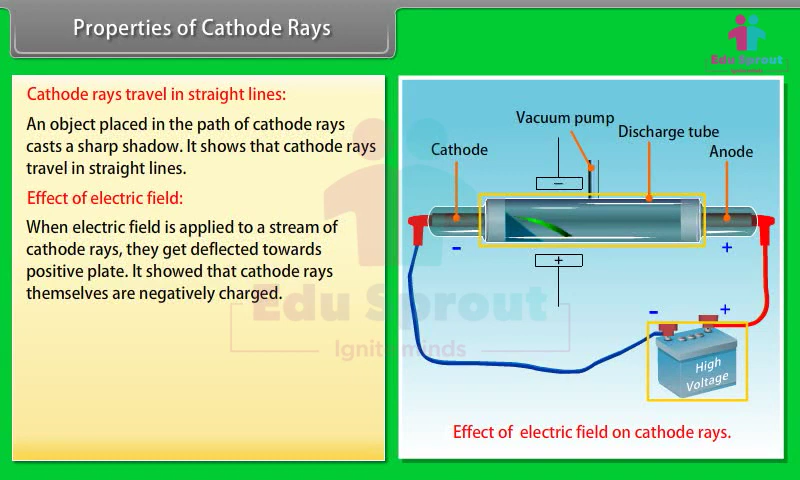 Properties of Cathode Rays
Edu Sprout
Cathode rays travel in straight lines:
An object placed in the path of cathode rays
casts a sharp shadow. It shows that cathode rays
travel in straight lines.
Effect of electric field:
When electric field is applied to a stream of
cathode rays, they get deflected towards
positive plate. It showed that cathode rays
themselves are negatively charged.
Edu Sprout
Ignite minds
Vacuum pump
Discharge tube
Cathode
Anode
−
- +
+
- +
High
Voltage
Effect of electric field on cathode rays.